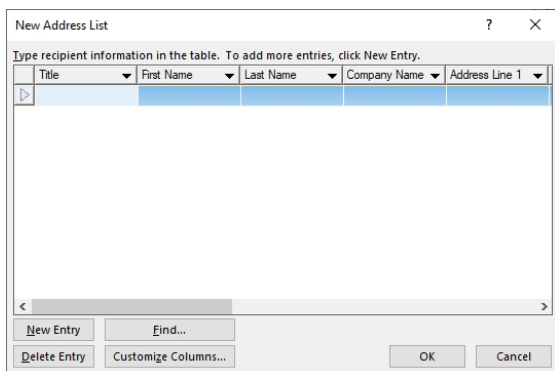 New Address List ?
Type recipient information in the table. To add more entries, click New Entry.
Title First Name Last Name Company Name Address Line 1
New Entry Find...
Delete Entry Customize Columns... OK Cancel